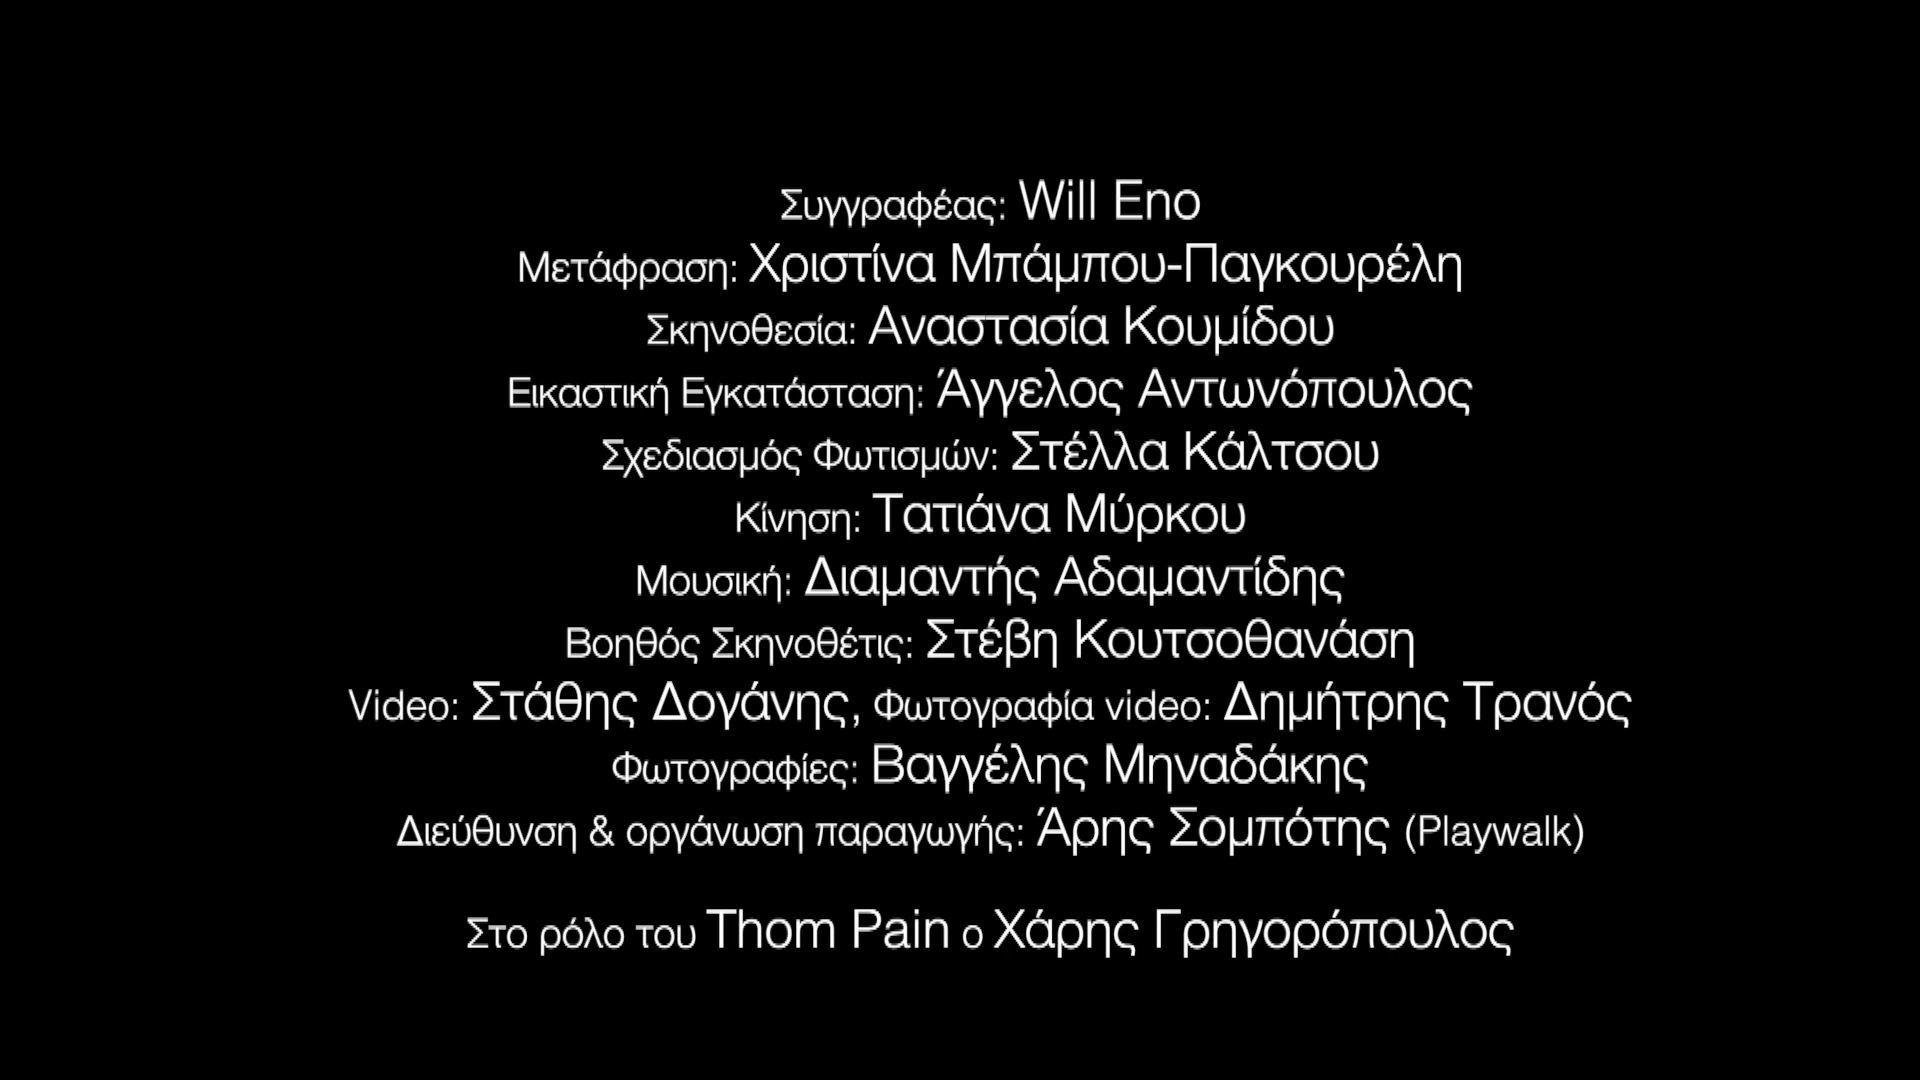 Συγγραφέας: Will Eno
Μετάφραση: Χριστίνα Μπάμπου-Παγκουρέλη
Σκηνοθεσία: Αναστασία Κουμίδου
Εικαστική Εγκατάσταση: Άγγελος Αντωνόπουλος
Σχεδιασμός Φωτισμών: Στέλλα Κάλτσου
Κίνηση: Τατιάνα Μύρκου
Μουσική: Διαμαντής Αδαμαντίδης
Βοηθός Σκηνοθέτις: Στέβη Κουτσοθανάση
Video: Στάθης Δογάνης, Φωτογραφία video: Δημήτρης Τρανός
Φωτογραφίες: Βαγγέλης Μηναδάκης
Διεύθυνση & οργάνωση παραγωγής: Άρης Σομπότης (Playwalk)
Στο ρόλο του Thom Pain ο Χάρης Γρηγορόπουλος